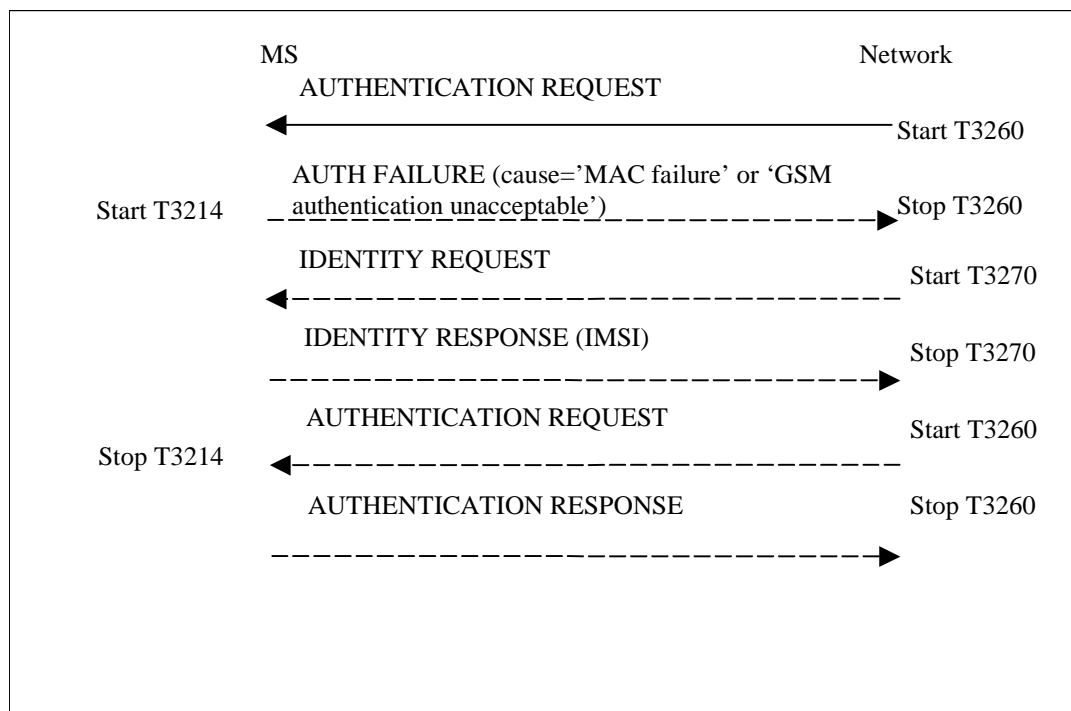 MS Network
AUTHENTICATION REQUEST
Start T3260
AUTH FAILURE (cause=’MAC failure’ or ‘GSM
authentication unacceptable’)
Start T3214
Stop T3260
IDENTITY REQUEST
Start T3270
IDENTITY RESPONSE (IMSI)
Stop T3270
AUTHENTICATION REQUEST
Start T3260
Stop T3214
AUTHENTICATION RESPONSE
Stop T3260